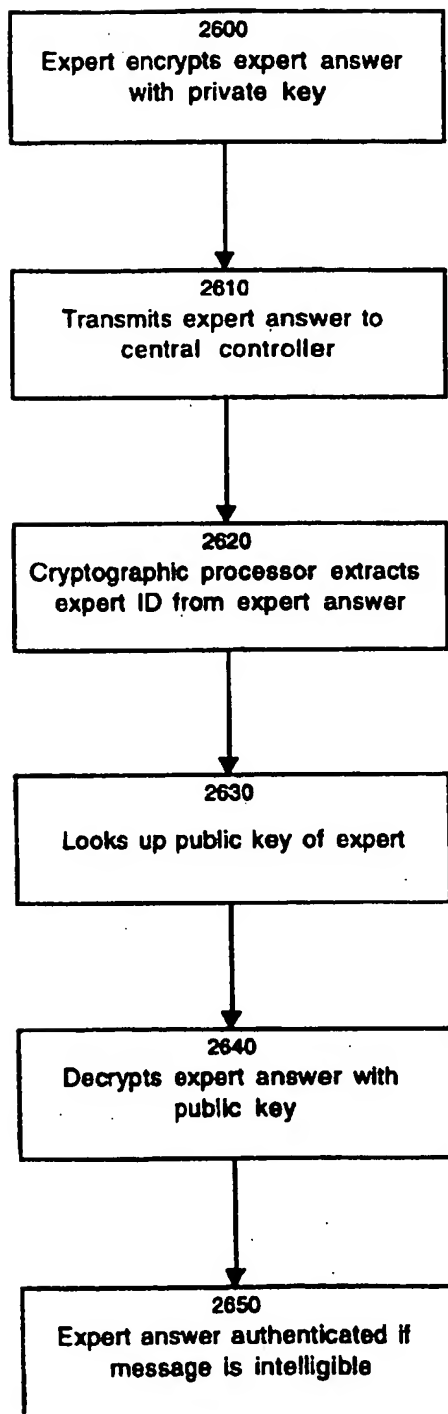 2600
Expert encrypts expert answer
with private key
2610
Transmits expert answer to
central controller
2620
Cryptographic processor extracts
expert ID from expert answer
2630
Looks up public key of expert
2640
Decrypts expert answer with
public key
2650
Expert answer authenticated if
message is intelligible